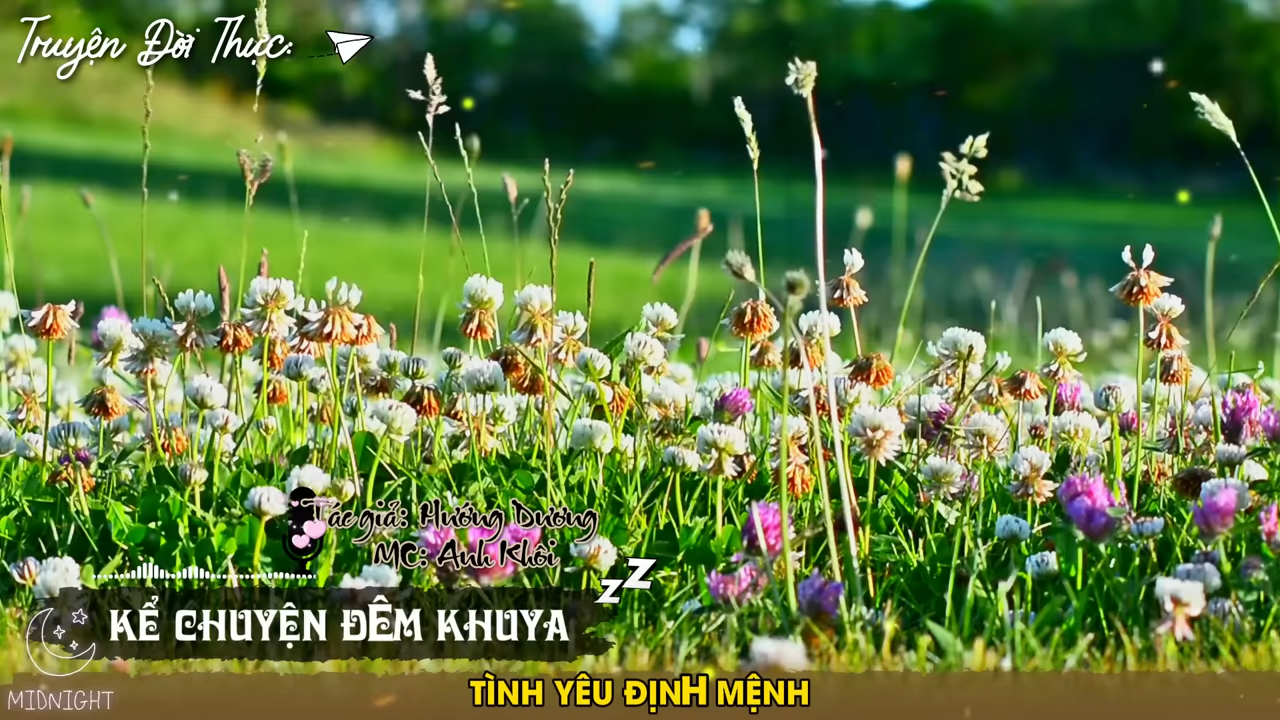 Truyện Đời Thực.
Tác giả: Hướng Dương
MC: Anh Khôi
zZ
KỂ CHUYỆN ĐÊM KHUYA
MIDNIGHT
TÌNH YÊU ĐỊNH MỆNH